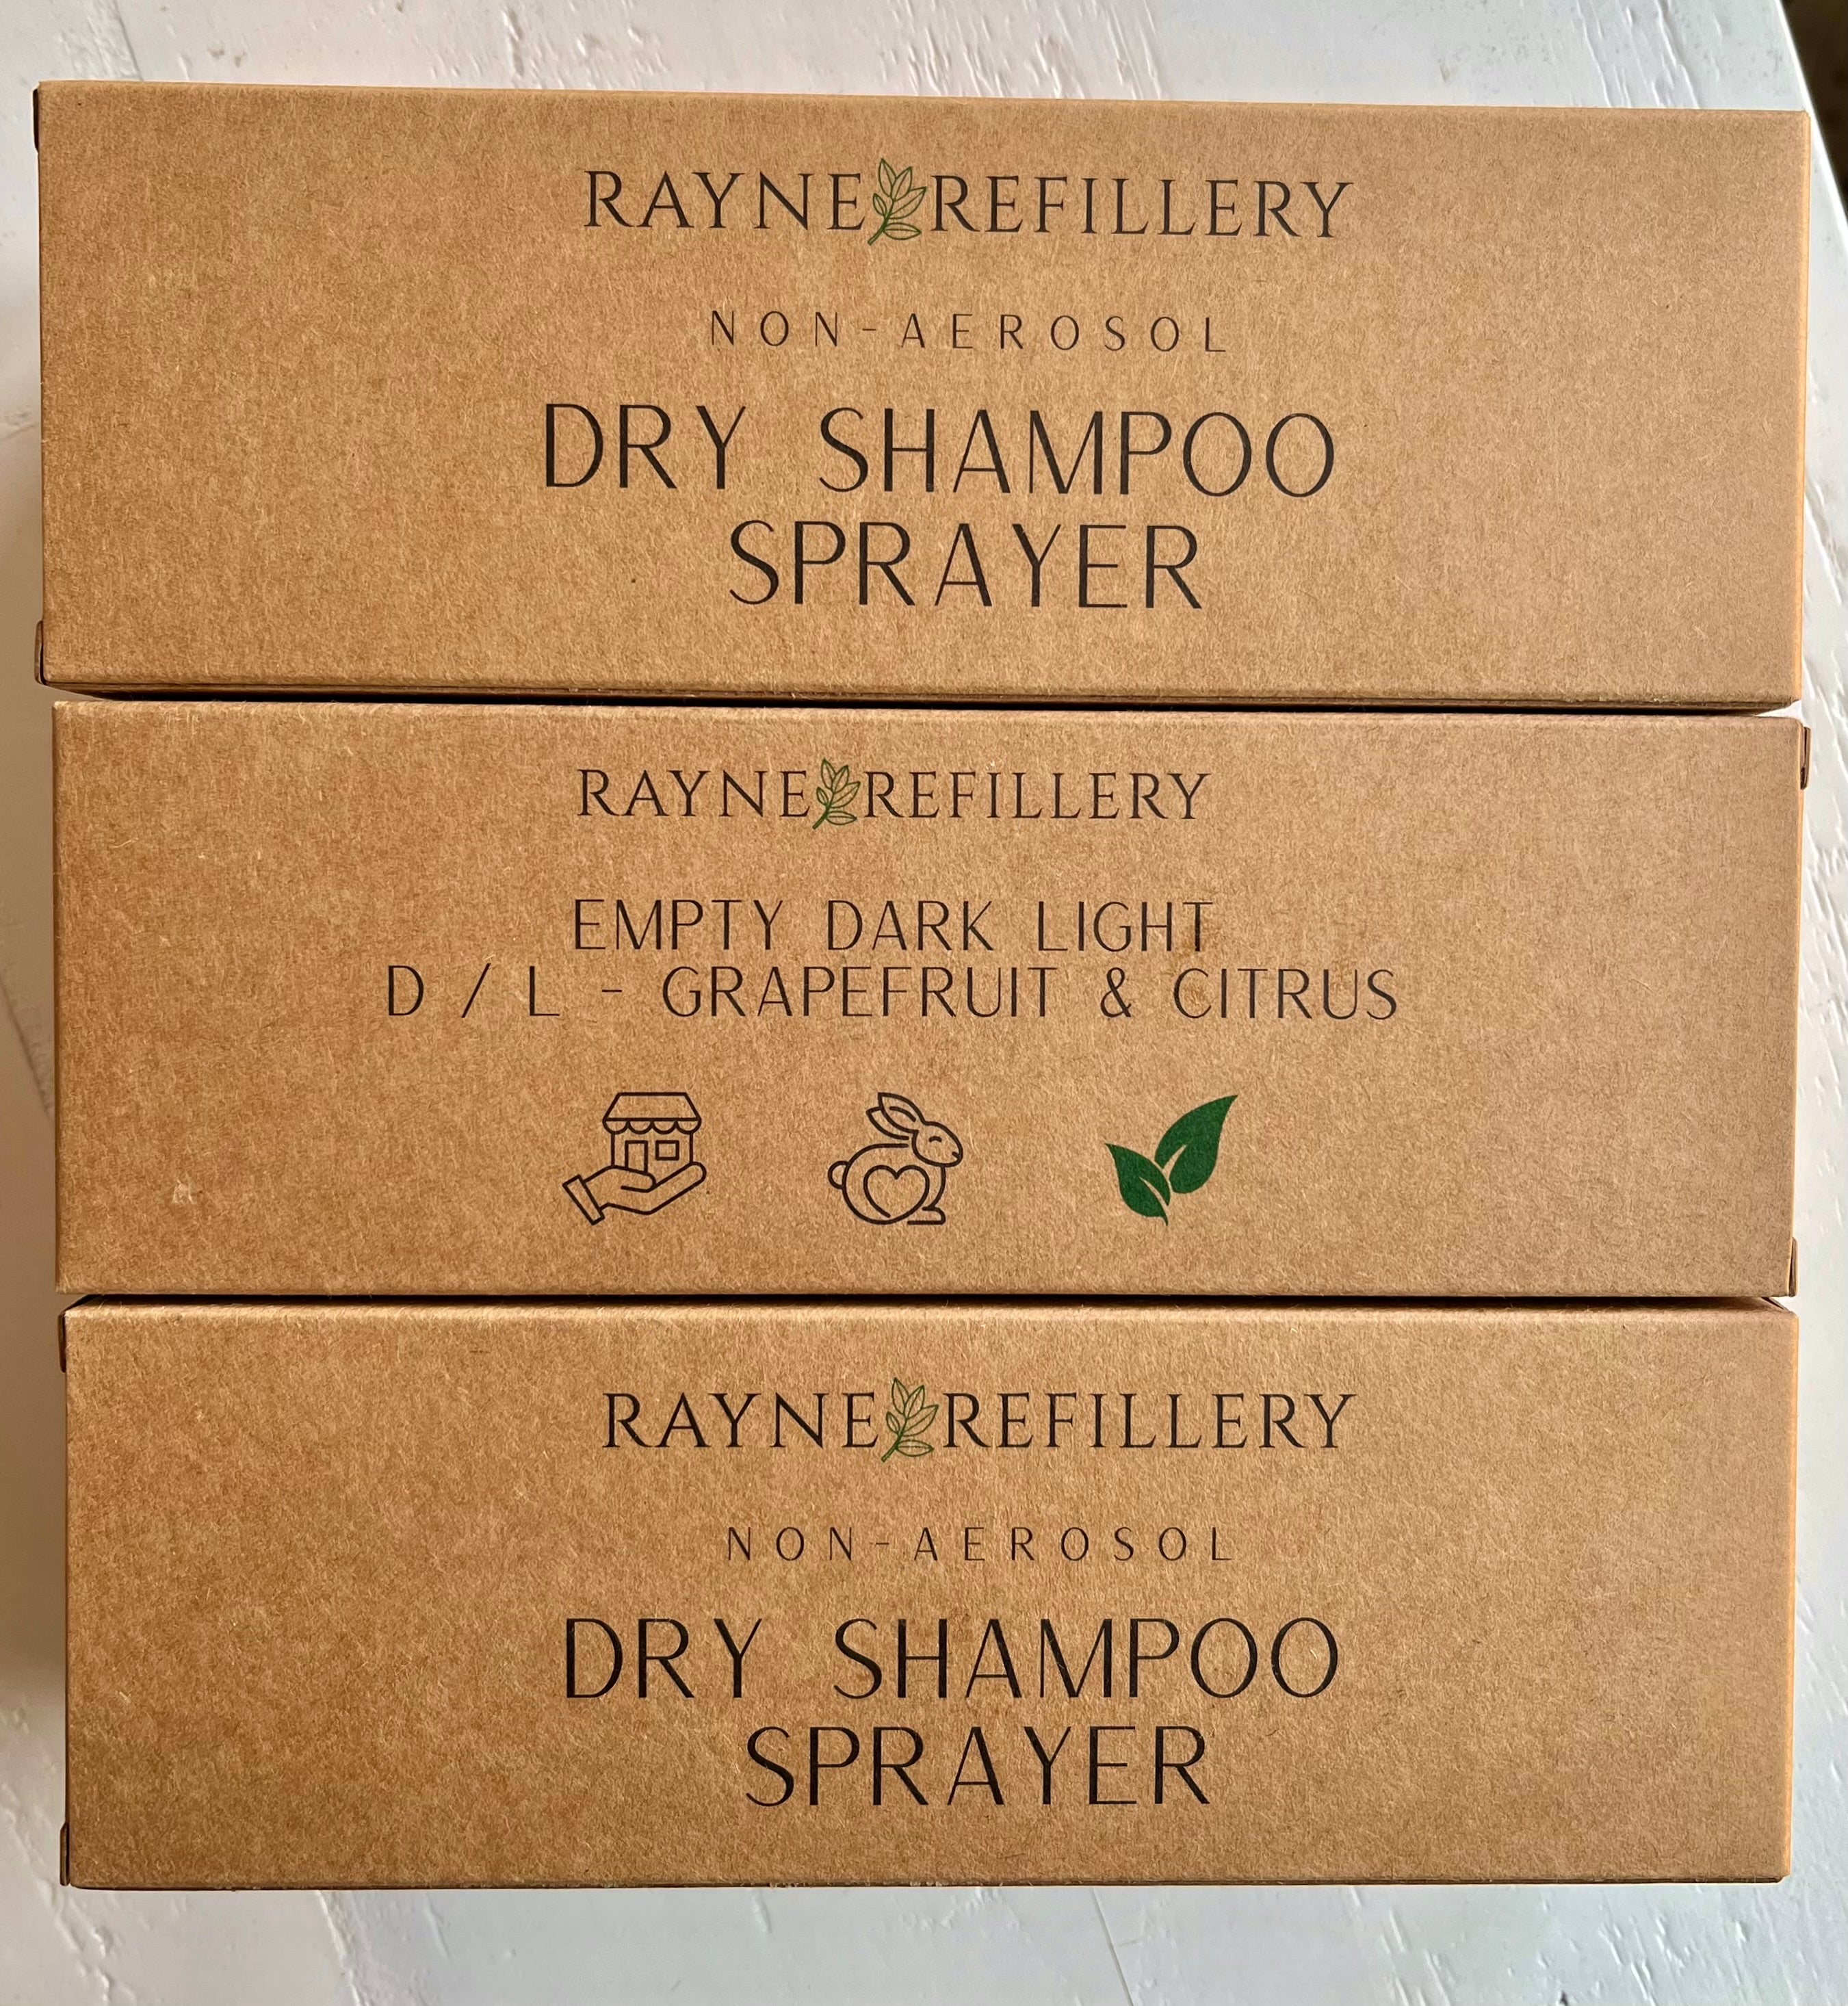 RAYNE REFILLERY
NON-AEROSOL
DRY SHAMPOO
SPRAYER
RAYNE REFILLERY
EMPTY DARK LIGHT
D / L - GRAPEFRUIT & CITRUS
RAYNE REFILLERY
NON-AEROSOL
DRY SHAMPOO
SPRAYER